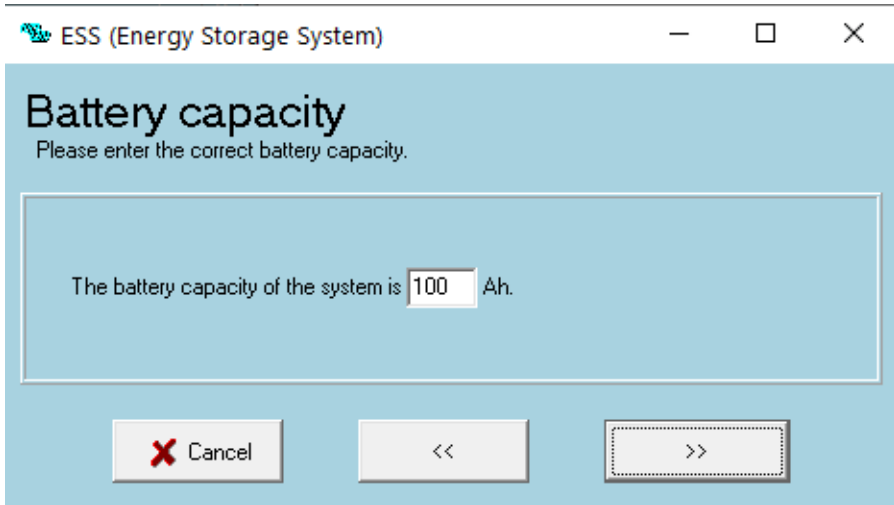 ESS (Energy Storage System)
Battery capacity
Please enter the correct battery capacity.
The battery capacity of the system is 100 Ah.
Cancel << >>